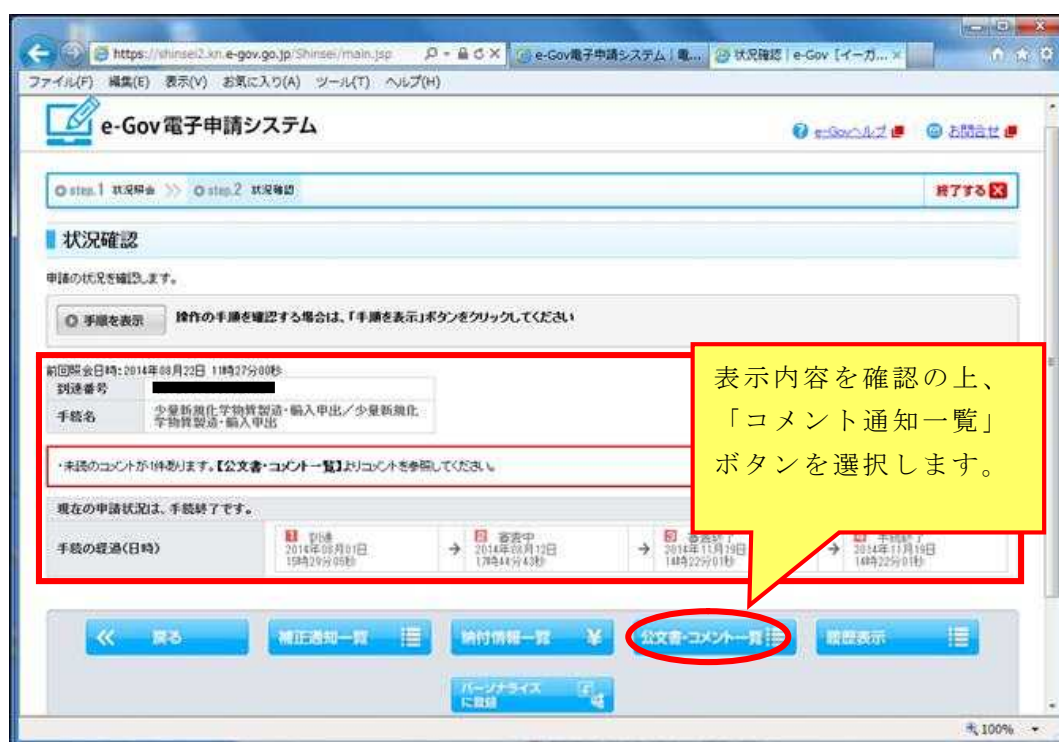 https://shinsei2.kn.e-gov.go.jp/Shinsei/main.jsp
e-Gov電子申請システム | 電...
状況確認 | e-Gov [イーガ...
ファイル(F) 編集(E) 表示(V) お気に入り(A) ツール(T) ヘルプ(H)
e-Gov電子申請システム
e-Govヘルプ
お問合せ
step.1 状況照会 step.2 状況確認
終了する
状況確認
申請の状況を確認します。
手順を表示
操作の手順を確認する場合は、「手順を表示」ボタンをクリックしてください
前回照会日時:2014年08月22日 11時27分00秒
到達番号
手続名
少量新規化学物質製造・輸入申出/少量新規化
学物質製造・輸入申出
・未読のコメントが1件あります。【公文書・コメント一覧】よりコメントを参照してください。
現在の申請状況は、手続終了です。
手続の経過(日時)
到達
2014年08月01日
15時29分05秒
→
審査中
2014年08月12日
17時44分43秒
→
審査終了
2014年11月19日
14時22分01秒
→
手続終了
2014年11月19日
14時22分01秒
表示内容を確認の上、
「コメント通知一覧」
ボタンを選択します。
戻る
補正通知一覧
納付情報一覧 ¥
公文書・コメント一覧
履歴表示
パーソナライズ
に登録
100%